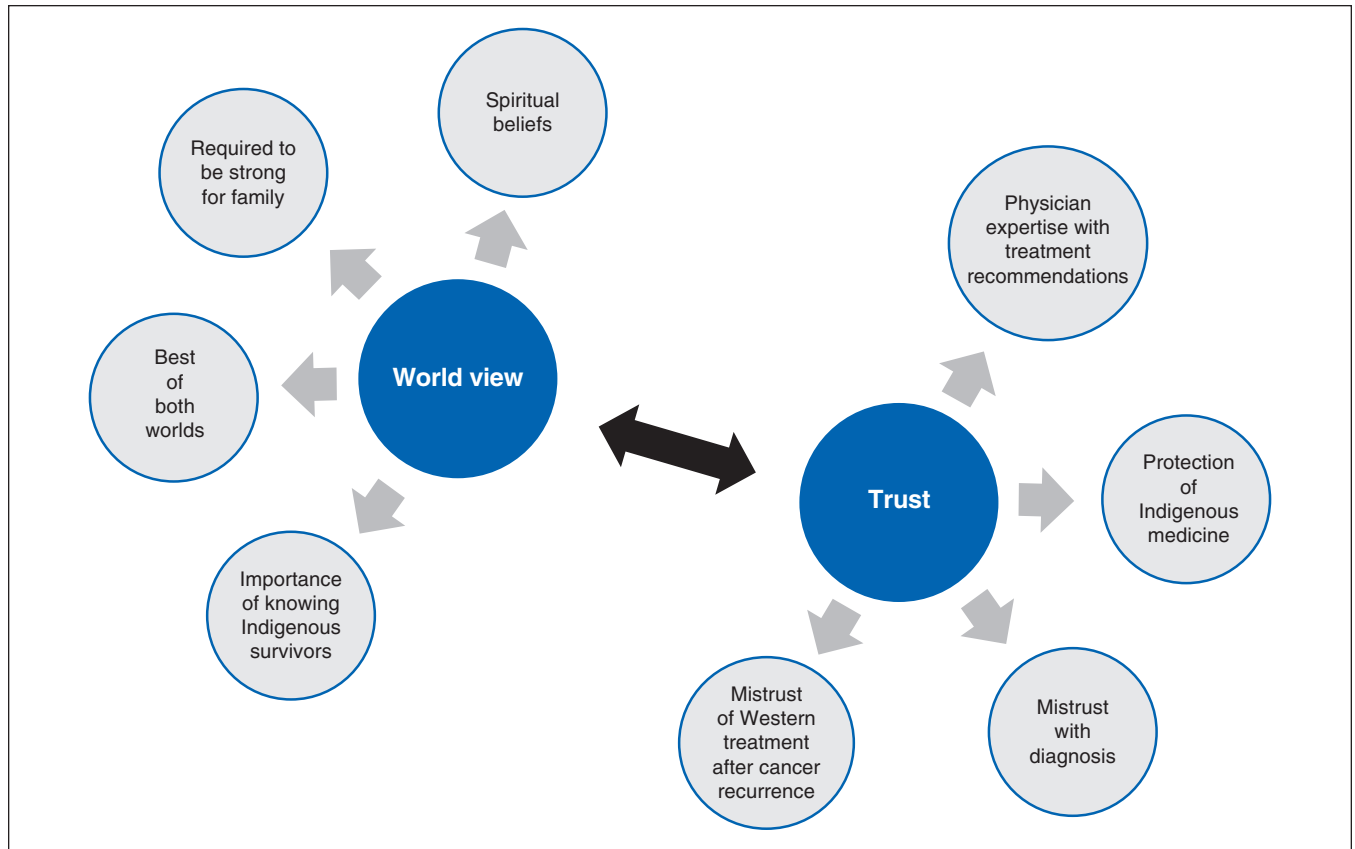 Spiritual
beliefs
Required to
be strong
for family
World view
Best
of
both
worlds
Importance
of knowing
Indigenous
survivors
Physician
expertise with
treatment
recommendations
Trust
Protection
of
Indigenous
medicine
Mistrust
with
diagnosis
Mistrust
of Western
treatment
after cancer
recurrence